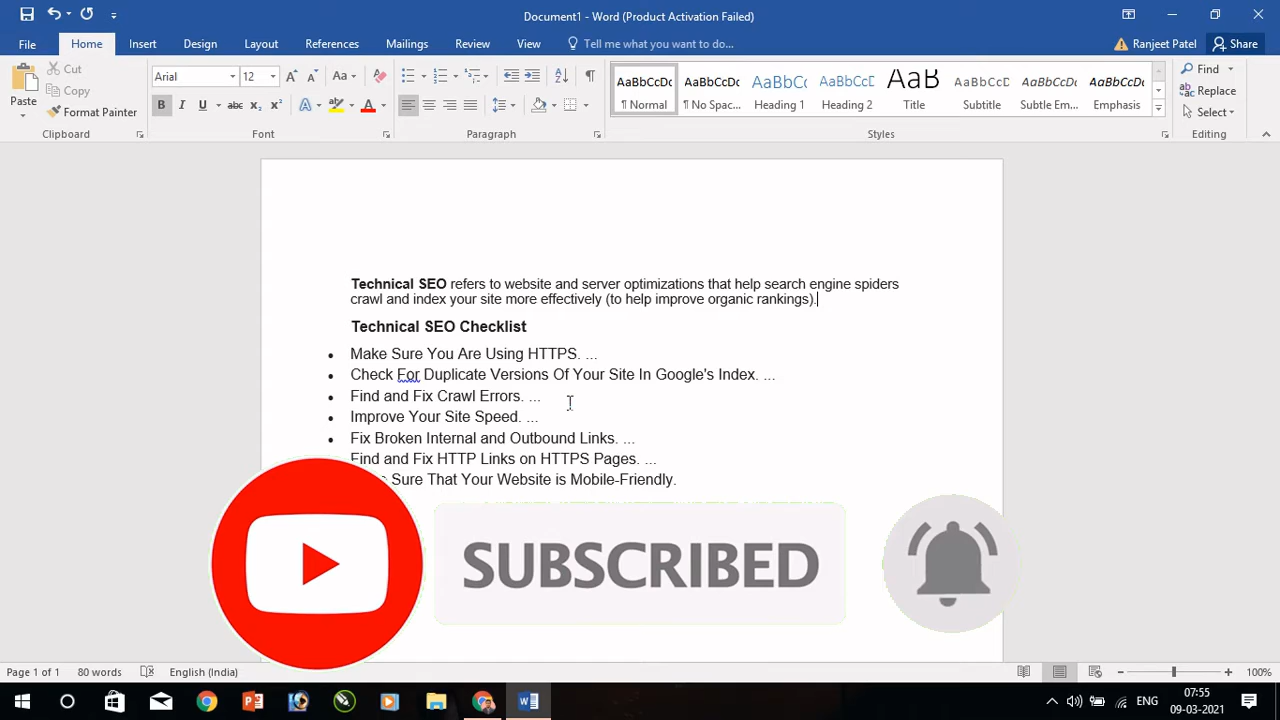 Document1 - Word (Product Activation Failed)
File Home Insert Design Layout References Mailings Review View Tell me what you want to do... Ranjeet Patel Share
Paste Cut Copy Format Painter
Clipboard
Arial 12
Font
Paragraph
AaBbCcDc AaBbCcDc AaBbC AaBbCcD AaB AaBbCcD AaBbCcDc AaBbCcDc
¶ Normal ¶ No Spac... Heading 1 Heading 2 Title Subtitle Subtle Em... Emphasis
Styles
Find
Replace
Select
Editing
Technical SEO refers to website and server optimizations that help search engine spiders
crawl and index your site more effectively (to help improve organic rankings).
Technical SEO Checklist
• Make Sure You Are Using HTTPS. ...
• Check For Duplicate Versions Of Your Site In Google's Index. ...
• Find and Fix Crawl Errors. ...
• Improve Your Site Speed. ...
• Fix Broken Internal and Outbound Links. ...
Find and Fix HTTP Links on HTTPS Pages. ...
Sure That Your Website is Mobile-Friendly.
SUBSCRIBED
Page 1 of 1 80 words English (India) 100%
ENG 07:55
09-03-2021